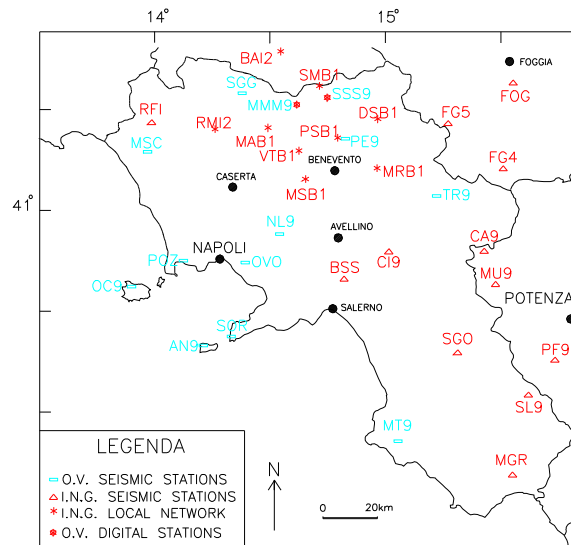 14°
15°
BAI2
FOGGIA
SMB1
SGG
FOG
SSS9
MMM9
RFI
DSB1
FG5
RMI2
PSB1
MAB1
PE9
MSC
VTB1
BENEVENTO
FG4
MRB1
CASERTA
MSB1
TR9
41°
NL9
AVELLINO
CA9
NAPOLI
POZ
OVO
CI9
BSS
MU9
OC9
POTENZA
SALERNO
SOR
AN9
SGO
PF9
SL9
MT9
MGR
LEGENDA
O.V. SEISMIC STATIONS
I.N.G. SEISMIC STATIONS
I.N.G. LOCAL NETWORK
O.V. DIGITAL STATIONS
N
0 20km